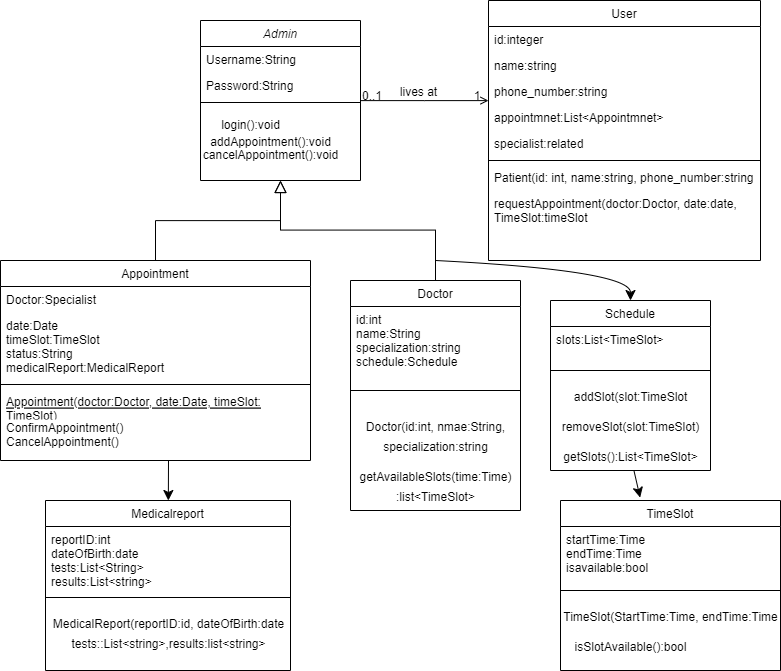 Admin
Username:String
Password:String
login():void
addAppointment():void
cancelAppointment():void
0..1
lives at
1
User
id:integer
name:string
phone_number:string
appointmnet:List<Appointmnet>
specialist:related
Patient(id: int, name:string, phone_number:string
requestAppointment(doctor:Doctor, date:date,
TimeSlot:timeSlot
Appointment
Doctor:Specialist
date:Date
timeSlot:TimeSlot
status:String
medicalReport:MedicalReport
Appointment(doctor:Doctor, date:Date, timeSlot:
TimeSlot)
ConfirmAppointment()
CancelAppointment()
Doctor
id:int
name:String
specialization:string
schedule:Schedule
Doctor(id:int, nmae:String,
specialization:string
getAvailableSlots(time:Time)
:list<TimeSlot>
Schedule
slots:List<TimeSlot>
addSlot(slot:TimeSlot
removeSlot(slot:TimeSlot)
getSlots():List<TimeSlot>
Medicalreport
reportID:int
dateOfBirth:date
tests:List<String>
results:List<string>
MedicalReport(reportID:id, dateOfBirth:date
tests::List<string>,results:list<string>
TimeSlot
startTime:Time
endTime:Time
isavailable:bool
TimeSlot(StartTime:Time, endTime:Time
isSlotAvailable():bool